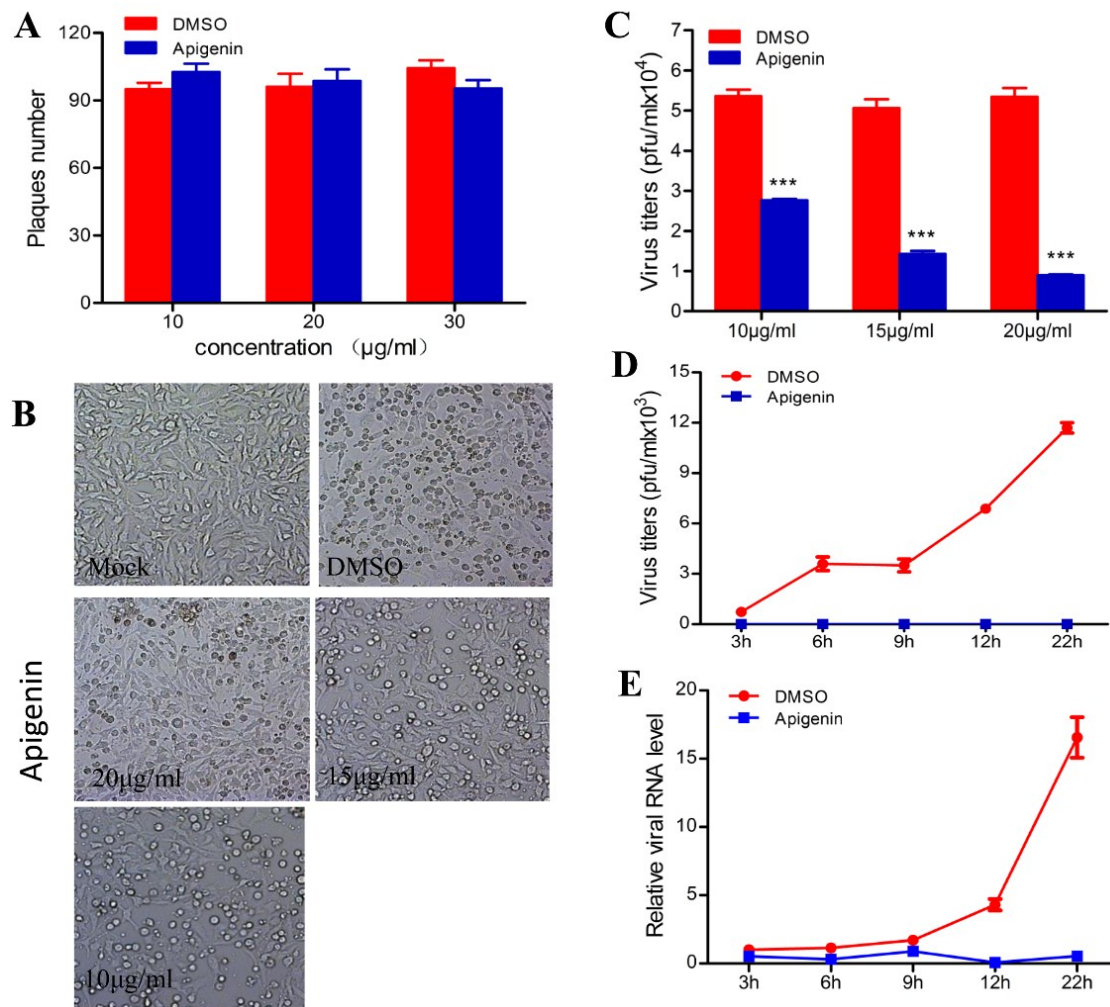 A
DMSO
Apigenin
120
90
60
30
0
Plaques number
10 20 30
concentration （μg/ml）
B
Mock
DMSO
Apigenin
20μg/ml
15μg/ml
10μg/ml
C
DMSO
Apigenin
7
6
5
4
3
2
1
0
Virus titers (pfu/mlx10⁴)
***
***
***
10μg/ml 15μg/ml 20μg/ml
D
DMSO
Apigenin
15
12
9
6
3
0
Virus titers (pfu/mlx10³)
3h 6h 9h 12h 22h
E
DMSO
Apigenin
20
15
10
5
0
Relative viral RNA level
3h 6h 9h 12h 22h